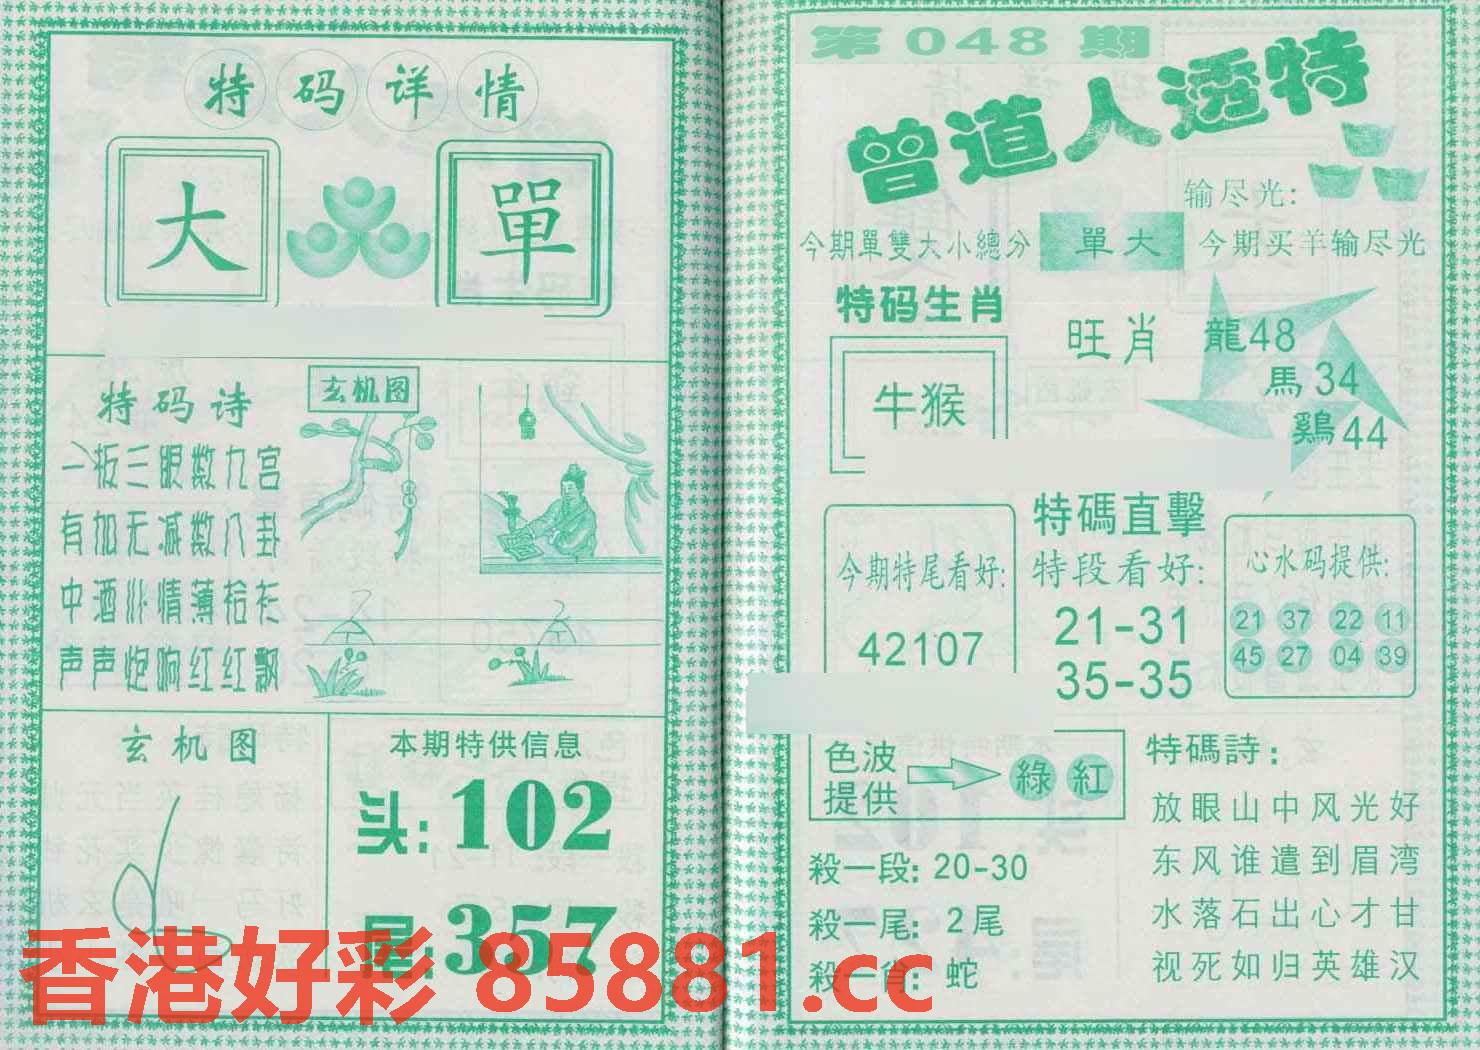 特码详情
大 單
特码诗
一板三眼数九宫
有加无减数八卦
中酒
情薄拾
声声炮响红红飘
玄机图
玄机图
本期特供信息
头:102
尾:357
第048期
曾道人透特
输尽光:
今期單雙大小總分 單大 今期买羊输尽光
特码生肖
牛猴
旺肖 龍48
馬34
鷄44
特碼直擊
今期特尾看好:
42107
特段看好:
21-31
35-35
心水码提供:
21 37 22 11
45 27 04 39
色波提供 綠 紅
殺一段: 20-30
殺一尾: 2尾
殺一肖: 蛇
特碼詩:
放眼山中风光好
东风谁遣到眉湾
水落石出心才甘
视死如归英雄汉
香港好彩 85881.cc